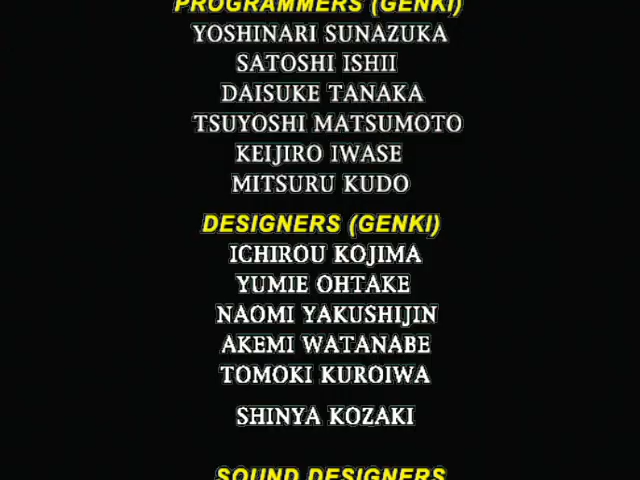 PROGRAMMERS (GENKI)
YOSHINARI SUNAZUKA
SATOSHI ISHII
DAISUKE TANAKA
TSUYOSHI MATSUMOTO
KEIJIRO IWASE
MITSURU KUDO
DESIGNERS (GENKI)
ICHIROU KOJIMA
YUMIE OHTAKE
NAOMI YAKUSHIJIN
AKEMI WATANABE
TOMOKI KUROIWA
SHINYA KOZAKI
SOUND DESIGNERS